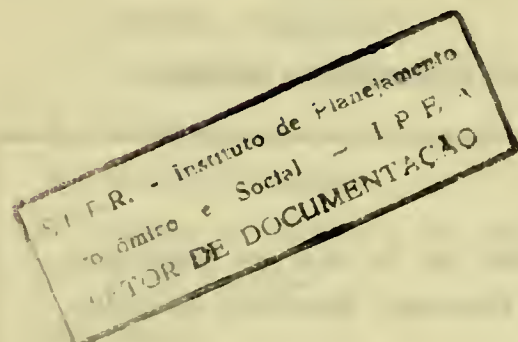 R. - Instituto de Planejamento
e Social - I P E A
DE DOCUMENTAÇÃO